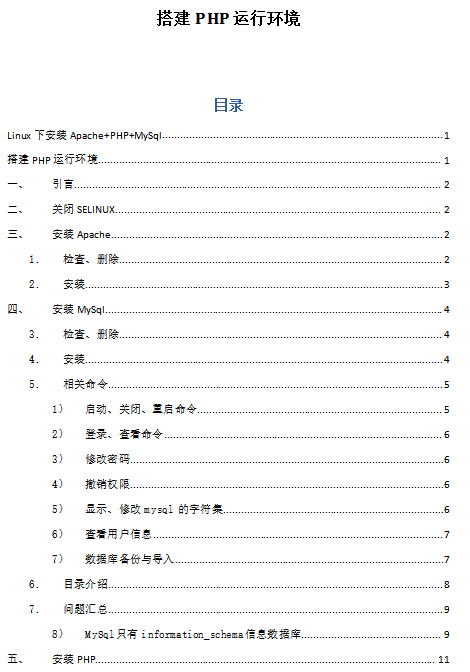 搭建 PHP 运行环境
目录
Linux 下安装 Apache+PHP+MySql 1
搭建 PHP 运行环境 1
一、 引言 2
二、 关闭 SELINUX 2
三、 安装 Apache 2
1. 检查、删除 2
2. 安装 3
四、 安装 MySql 4
3. 检查、删除 4
4. 安装 4
5. 相关命令 5
1） 启动、关闭、重启命令 5
2） 登录、查看命令 6
3） 修改密码 6
4） 撤销权限 6
5） 显示、修改 mysql 的字符集 6
6） 查看用户信息 7
7） 数据库备份与导入 7
6. 目录介绍 8
7. 问题汇总 9
8） MySql 只有 information_schema 信息数据库 9
五、 安装 PHP 11